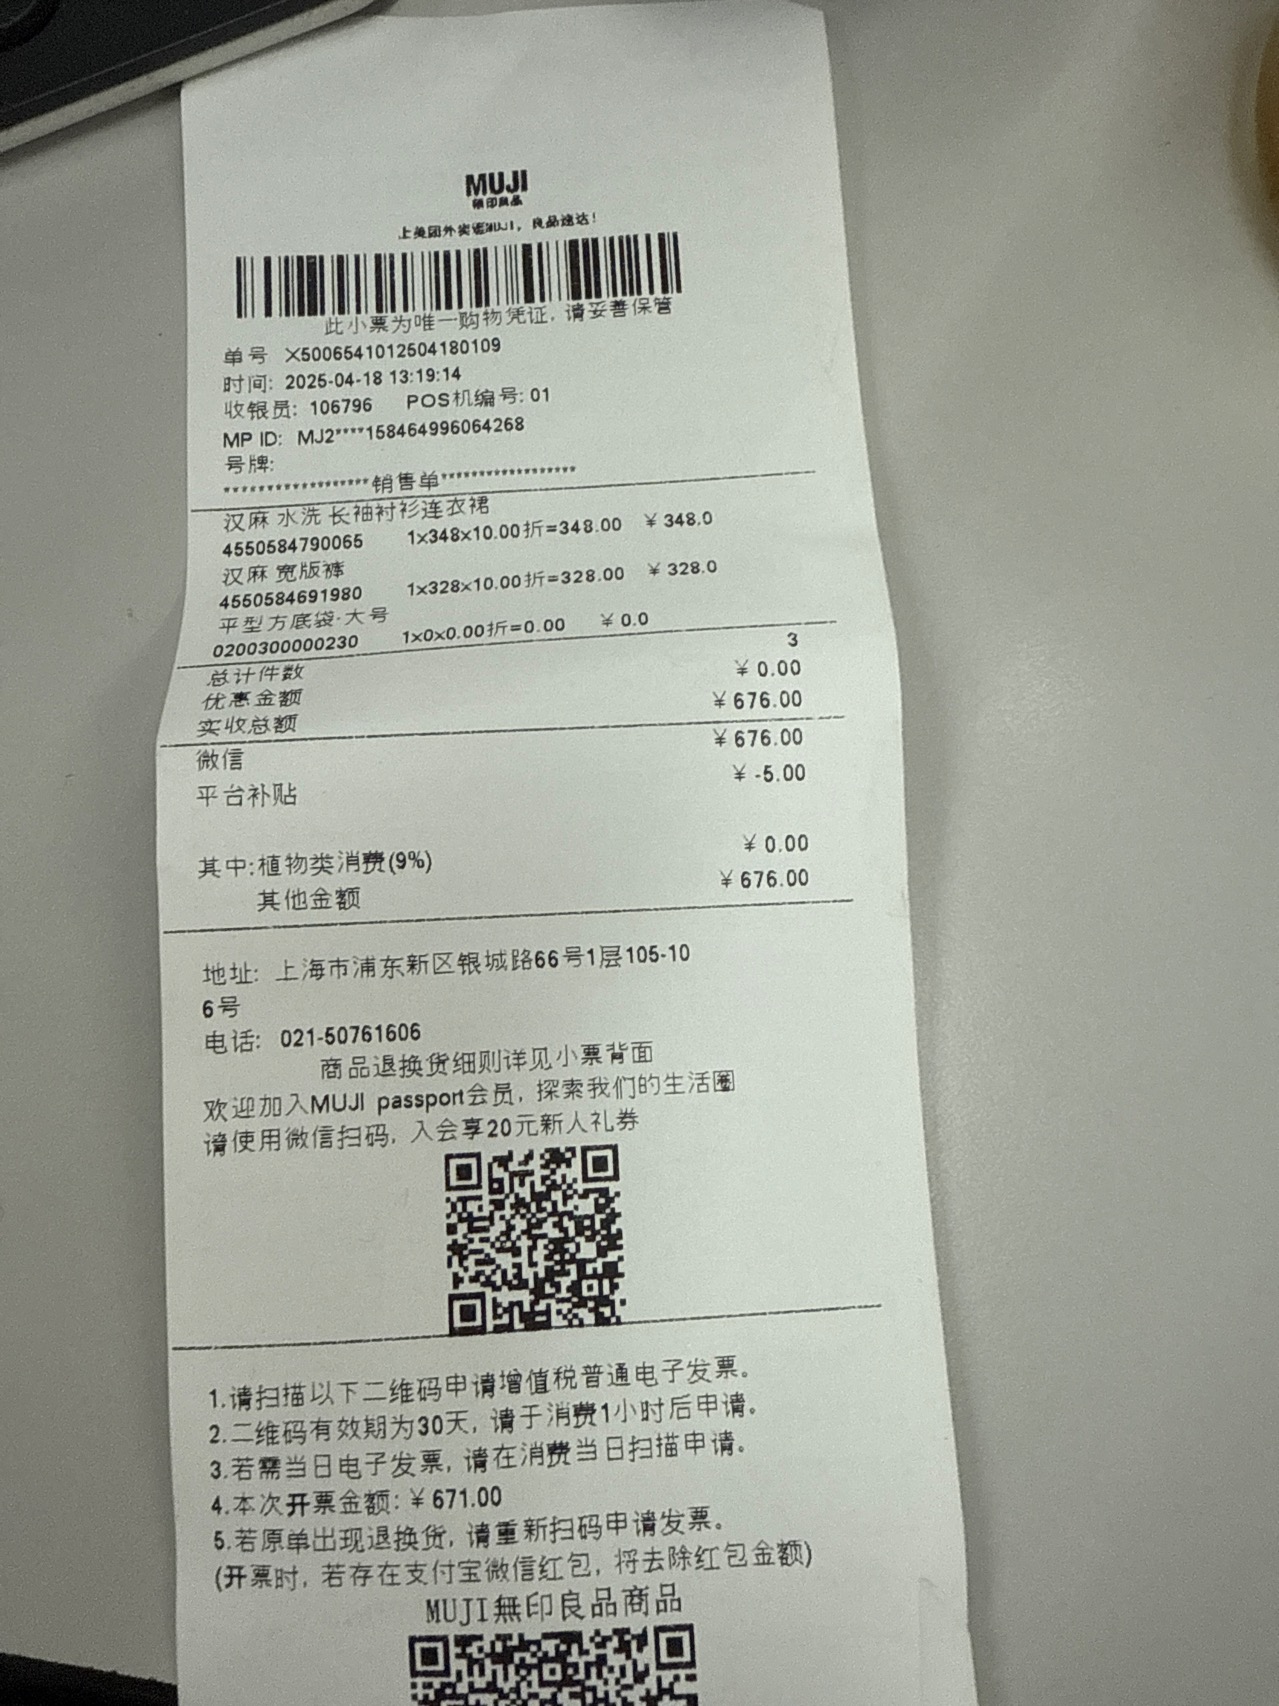 MUJI
無印良品
上美团外卖逛MUJI，良品速达！
此小票为唯一购物凭证，请妥善保管
单号 X5006541012504180109
时间: 2025-04-18 13:19:14
收银员: 106796 POS机编号: 01
MP ID: MJ2****158464996064268
号牌:
******************销售单******************
汉麻 水洗 长袖衬衫连衣裙
4550584790065 1x348x10.00折=348.00 ￥348.0
汉麻 宽版裤
4550584691980 1x328x10.00折=328.00 ￥328.0
平型方底袋·大号
0200300000230 1x0x0.00折=0.00 ￥0.0
总计件数 3
优惠金额 ￥0.00
实收总额 ￥676.00
微信 ￥676.00
平台补贴 ￥-5.00
其中:植物类消费(9%) ￥0.00
其他金额 ￥676.00
地址: 上海市浦东新区银城路66号1层105-10
6号
电话: 021-50761606
商品退换货细则详见小票背面
欢迎加入MUJI passport会员，探索我们的生活圈
请使用微信扫码，入会享20元新人礼券
1.请扫描以下二维码申请增值税普通电子发票。
2.二维码有效期为30天，请于消费1小时后申请。
3.若需当日电子发票，请在消费当日扫描申请。
4.本次开票金额:￥671.00
5.若原单出现退换货，请重新扫码申请发票。
(开票时，若存在支付宝微信红包，将去除红包金额)
MUJI無印良品商品